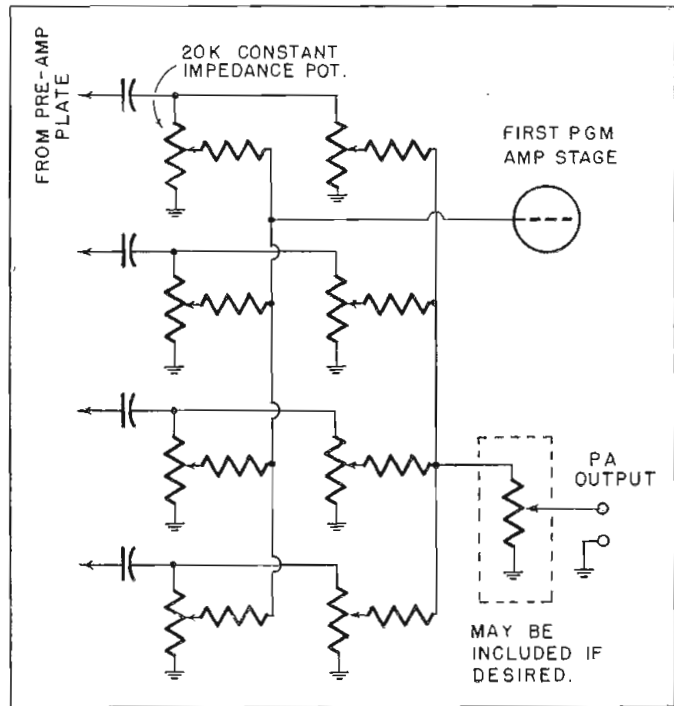 20K CONSTANT
IMPEDANCE POT.
FROM PRE-AMP
PLATE
FIRST PGM
AMP STAGE
PA
OUTPUT
MAY BE
INCLUDED IF
DESIRED.